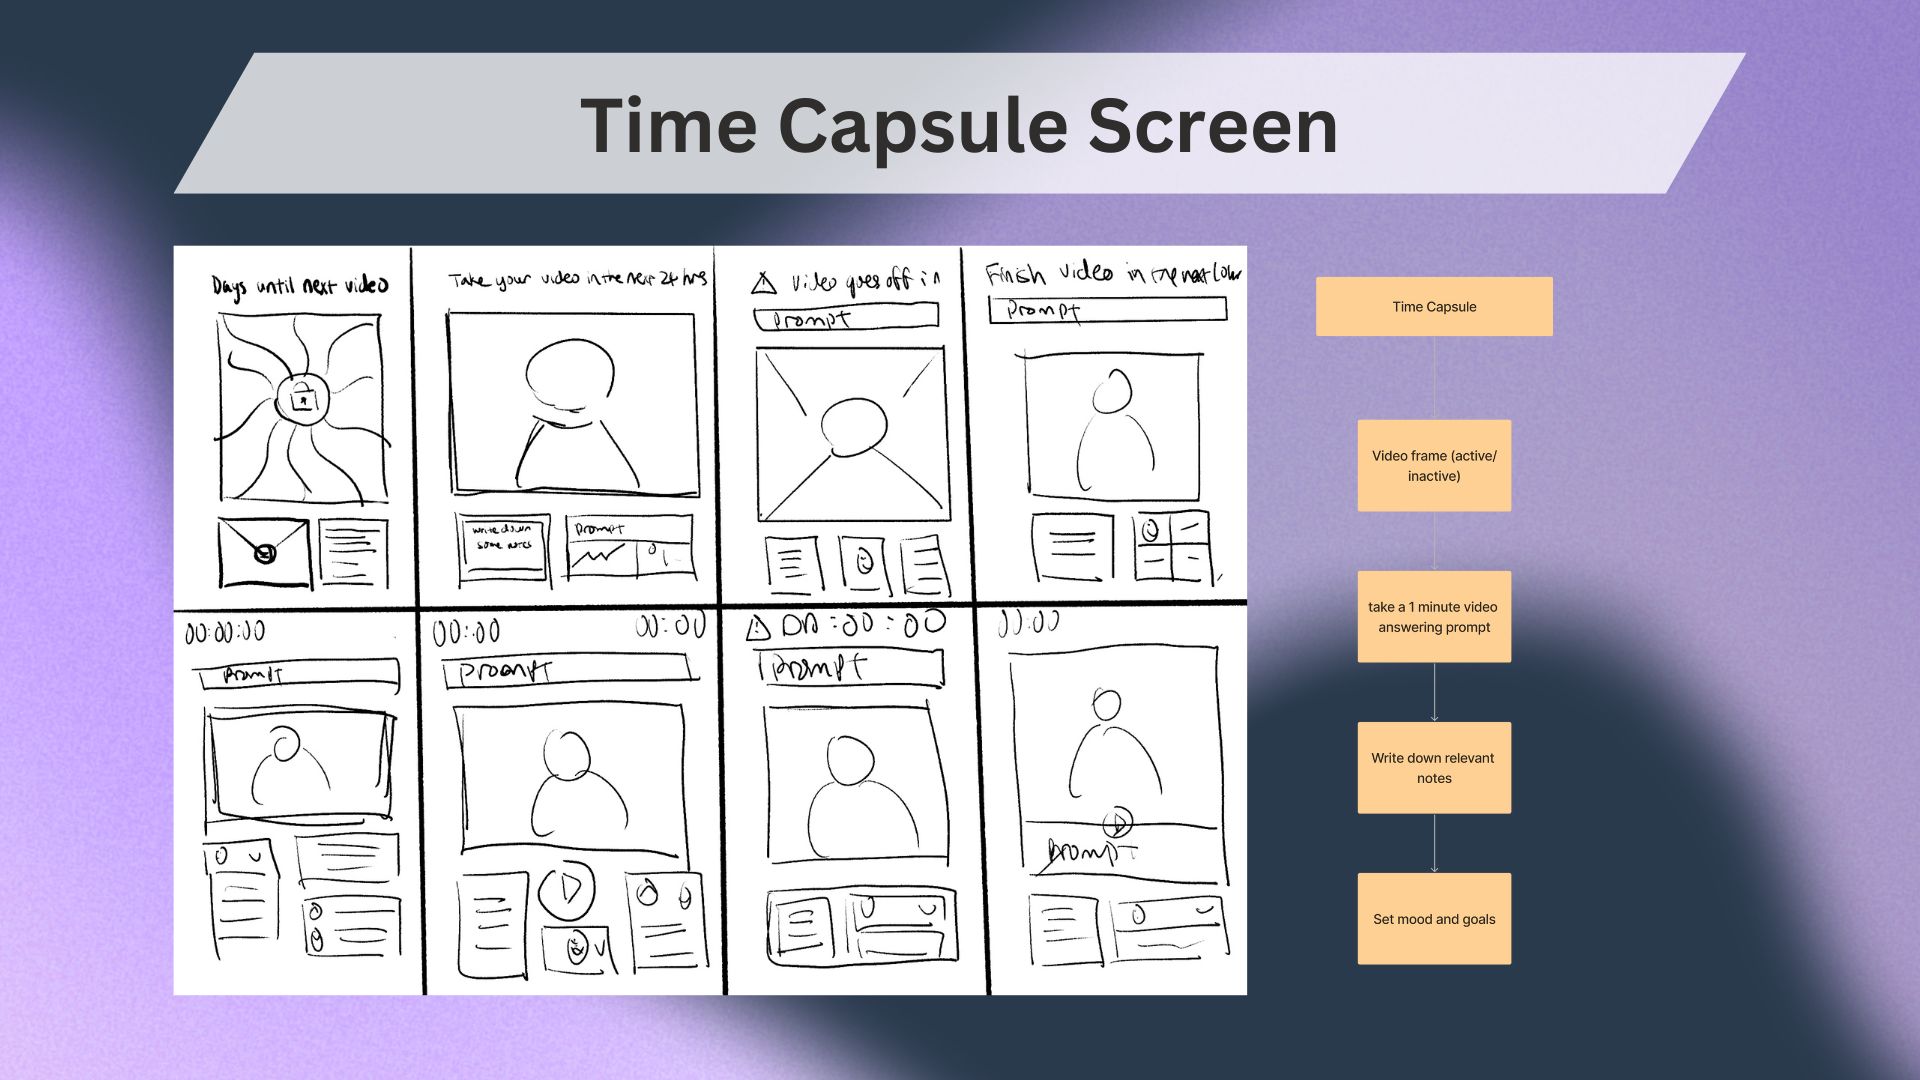 Time Capsule Screen
Days until next video
Take your video in the next 24 hrs
write down
some notes
Prompt
⚠ Video goes off in
Prompt
Finish video in the next
Prompt
00:00:00
Prompt
00:00
00:00
Prompt
⚠ 00:00:00
Prompt
00:00
Prompt
Time Capsule
Video frame (active/
inactive)
take a 1 minute video
answering prompt
Write down relevant
notes
Set mood and goals